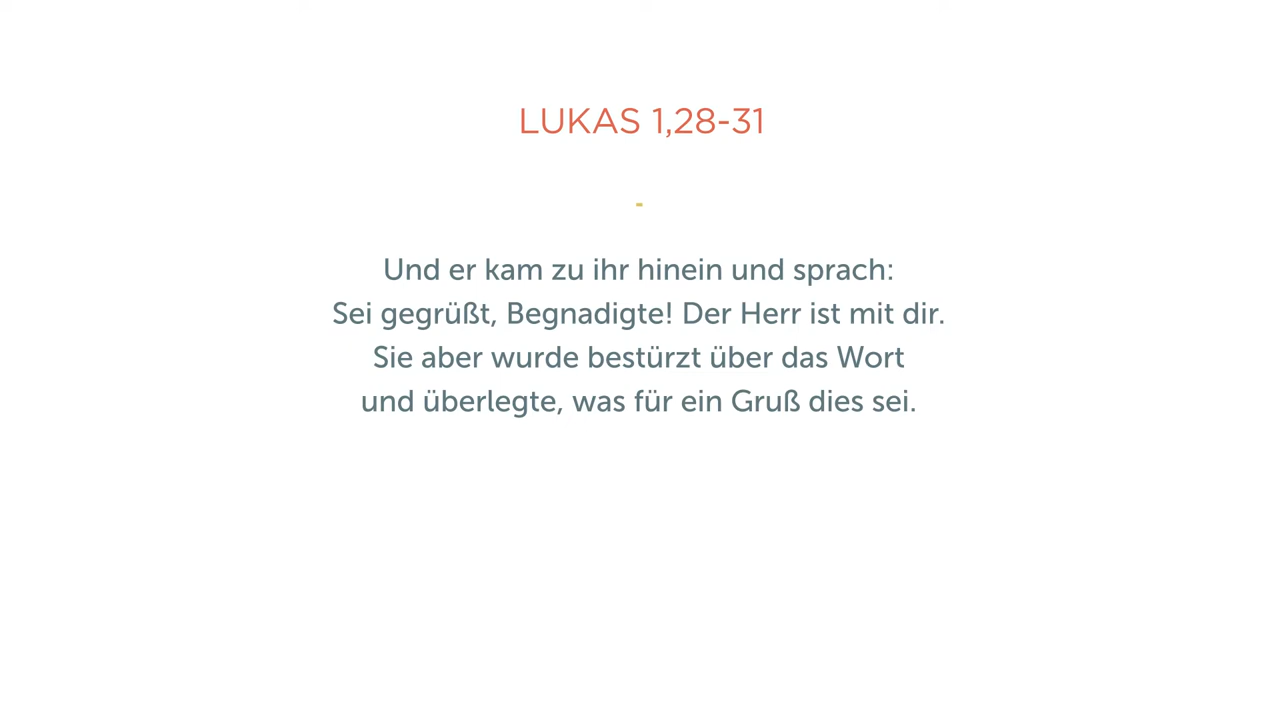 LUKAS 1,28-31
-
Und er kam zu ihr hinein und sprach:
Sei gegrüßt, Begnadigte! Der Herr ist mit dir.
Sie aber wurde bestürzt über das Wort
und überlegte, was für ein Gruß dies sei.